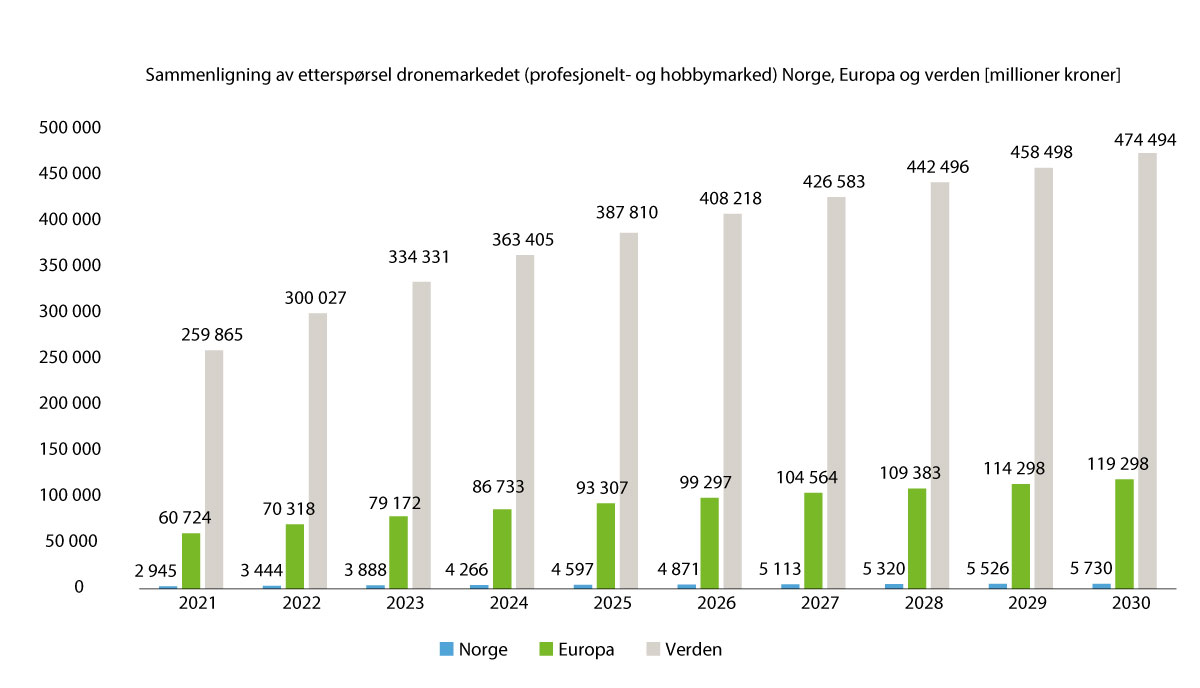 Sammenligning av etterspørsel dronemarkedet (profesjonelt- og hobbymarked) Norge, Europa og verden [millioner kroner]
500 000
450 000
400 000
350 000
300 000
250 000
200 000
150 000
100 000
50 000
0
2 945 60 724 259 865
3 444 70 318 300 027
3 888 79 172 334 331
4 266 86 733 363 405
4 597 93 307 387 810
4 871 99 297 408 218
5 113 104 564 426 583
5 320 109 383 442 496
5 526 114 298 458 498
5 730 119 298 474 494
2021 2022 2023 2024 2025 2026 2027 2028 2029 2030
Norge Europa Verden